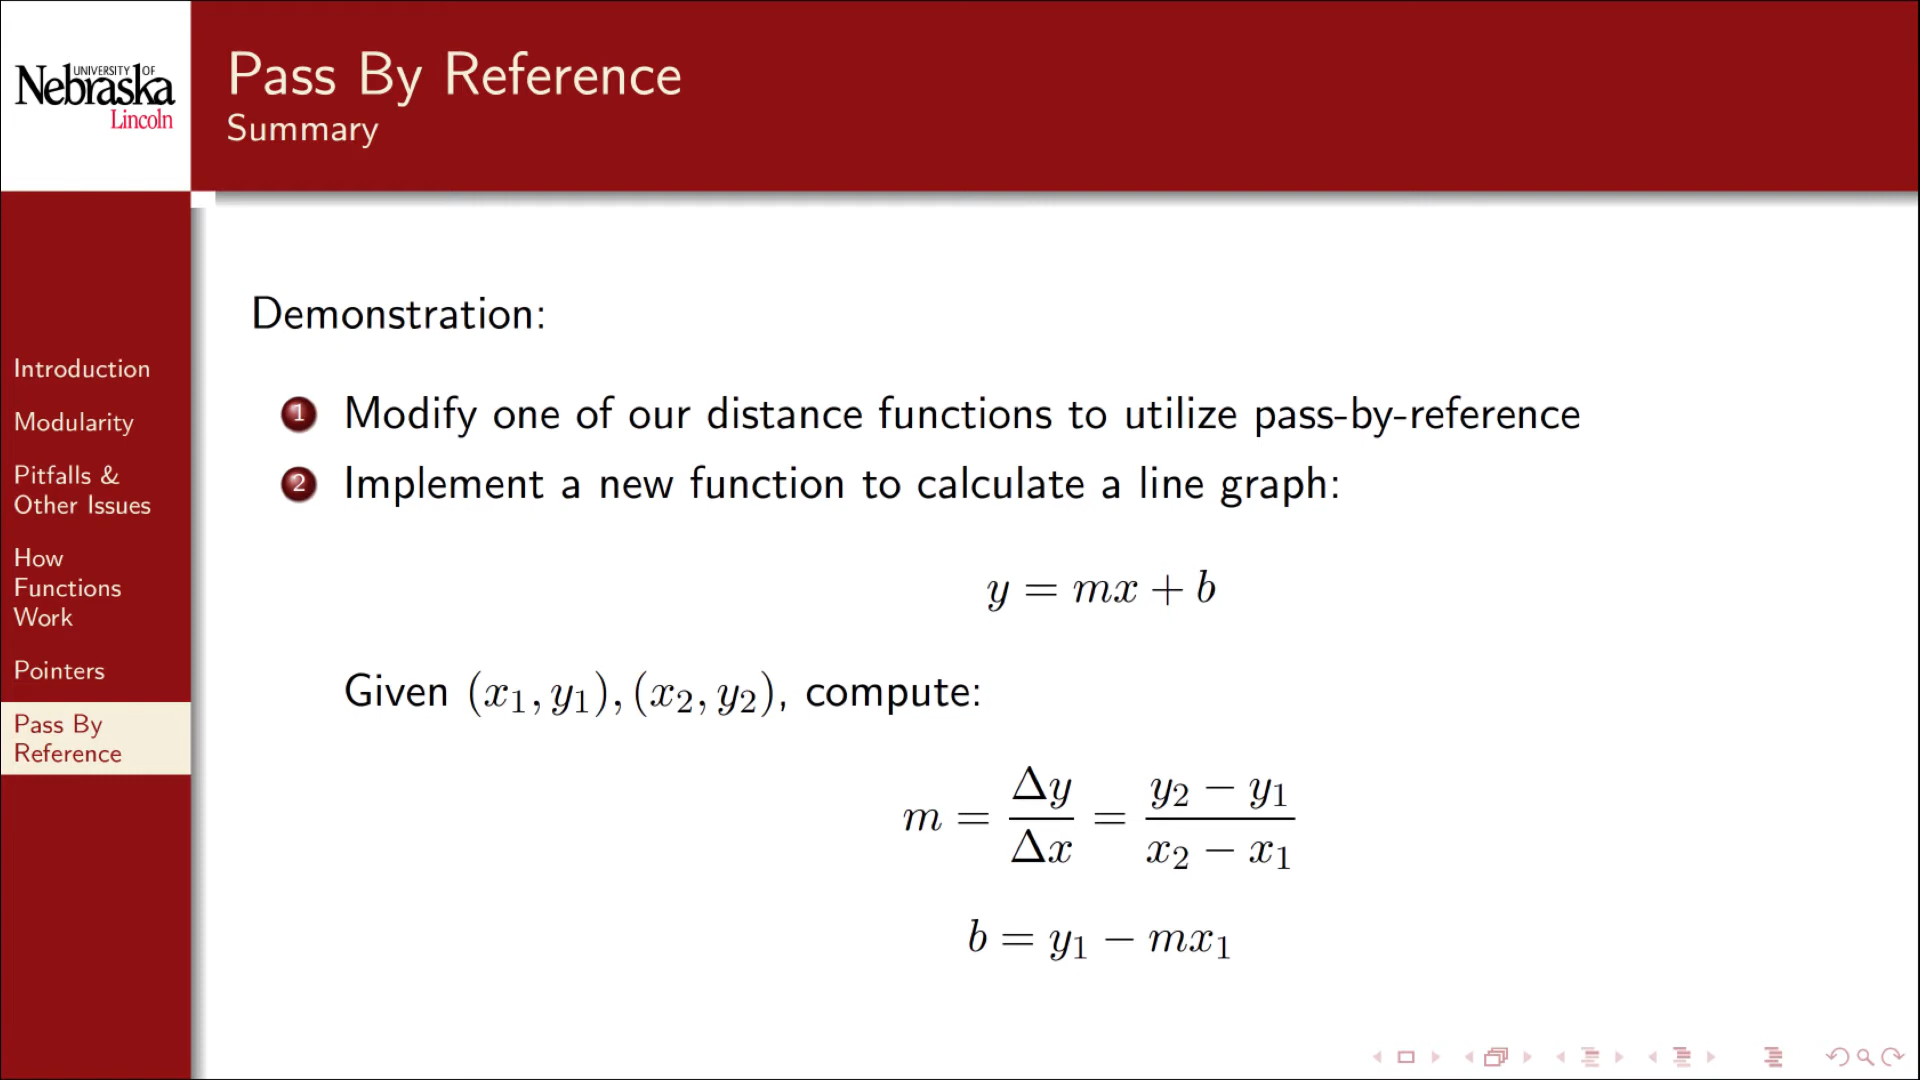 UNIVERSITY OF
Nebraska
Lincoln
Pass By Reference
Summary
Introduction
Modularity
Pitfalls &
Other Issues
How
Functions
Work
Pointers
Pass By
Reference
Demonstration:
1 Modify one of our distance functions to utilize pass-by-reference
2 Implement a new function to calculate a line graph:
y = mx + b
Given (x₁, y₁), (x₂, y₂), compute:
m = Δy/Δx = (y₂ − y₁)/(x₂ − x₁)
b = y₁ − mx₁